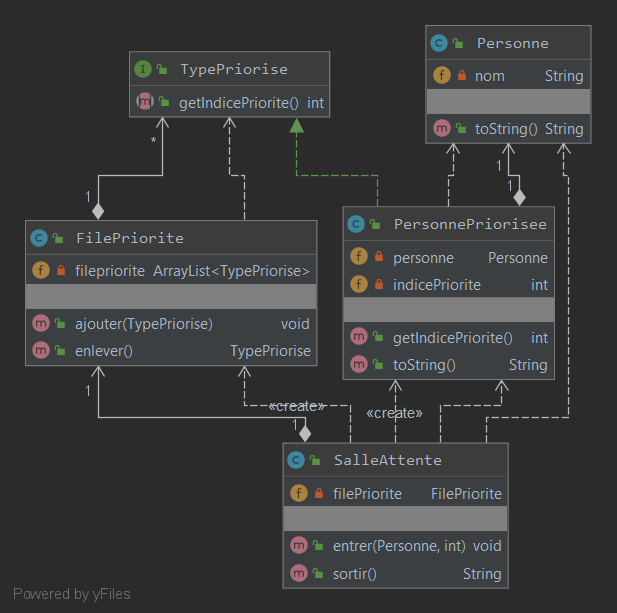 Personne
nom String
toString() String
TypePriorise
getIndicePriorite() int
*
1
1
1
PersonnePriorisee
personne Personne
indicePriorite int
getIndicePriorite() int
toString() String
FilePriorite
filepriorite ArrayList<TypePriorise>
ajouter(TypePriorise) void
enlever() TypePriorise
1
«create»
«create»
1
SalleAttente
filePriorite FilePriorite
entrer(Personne, int) void
sortir() String
Powered by yFiles